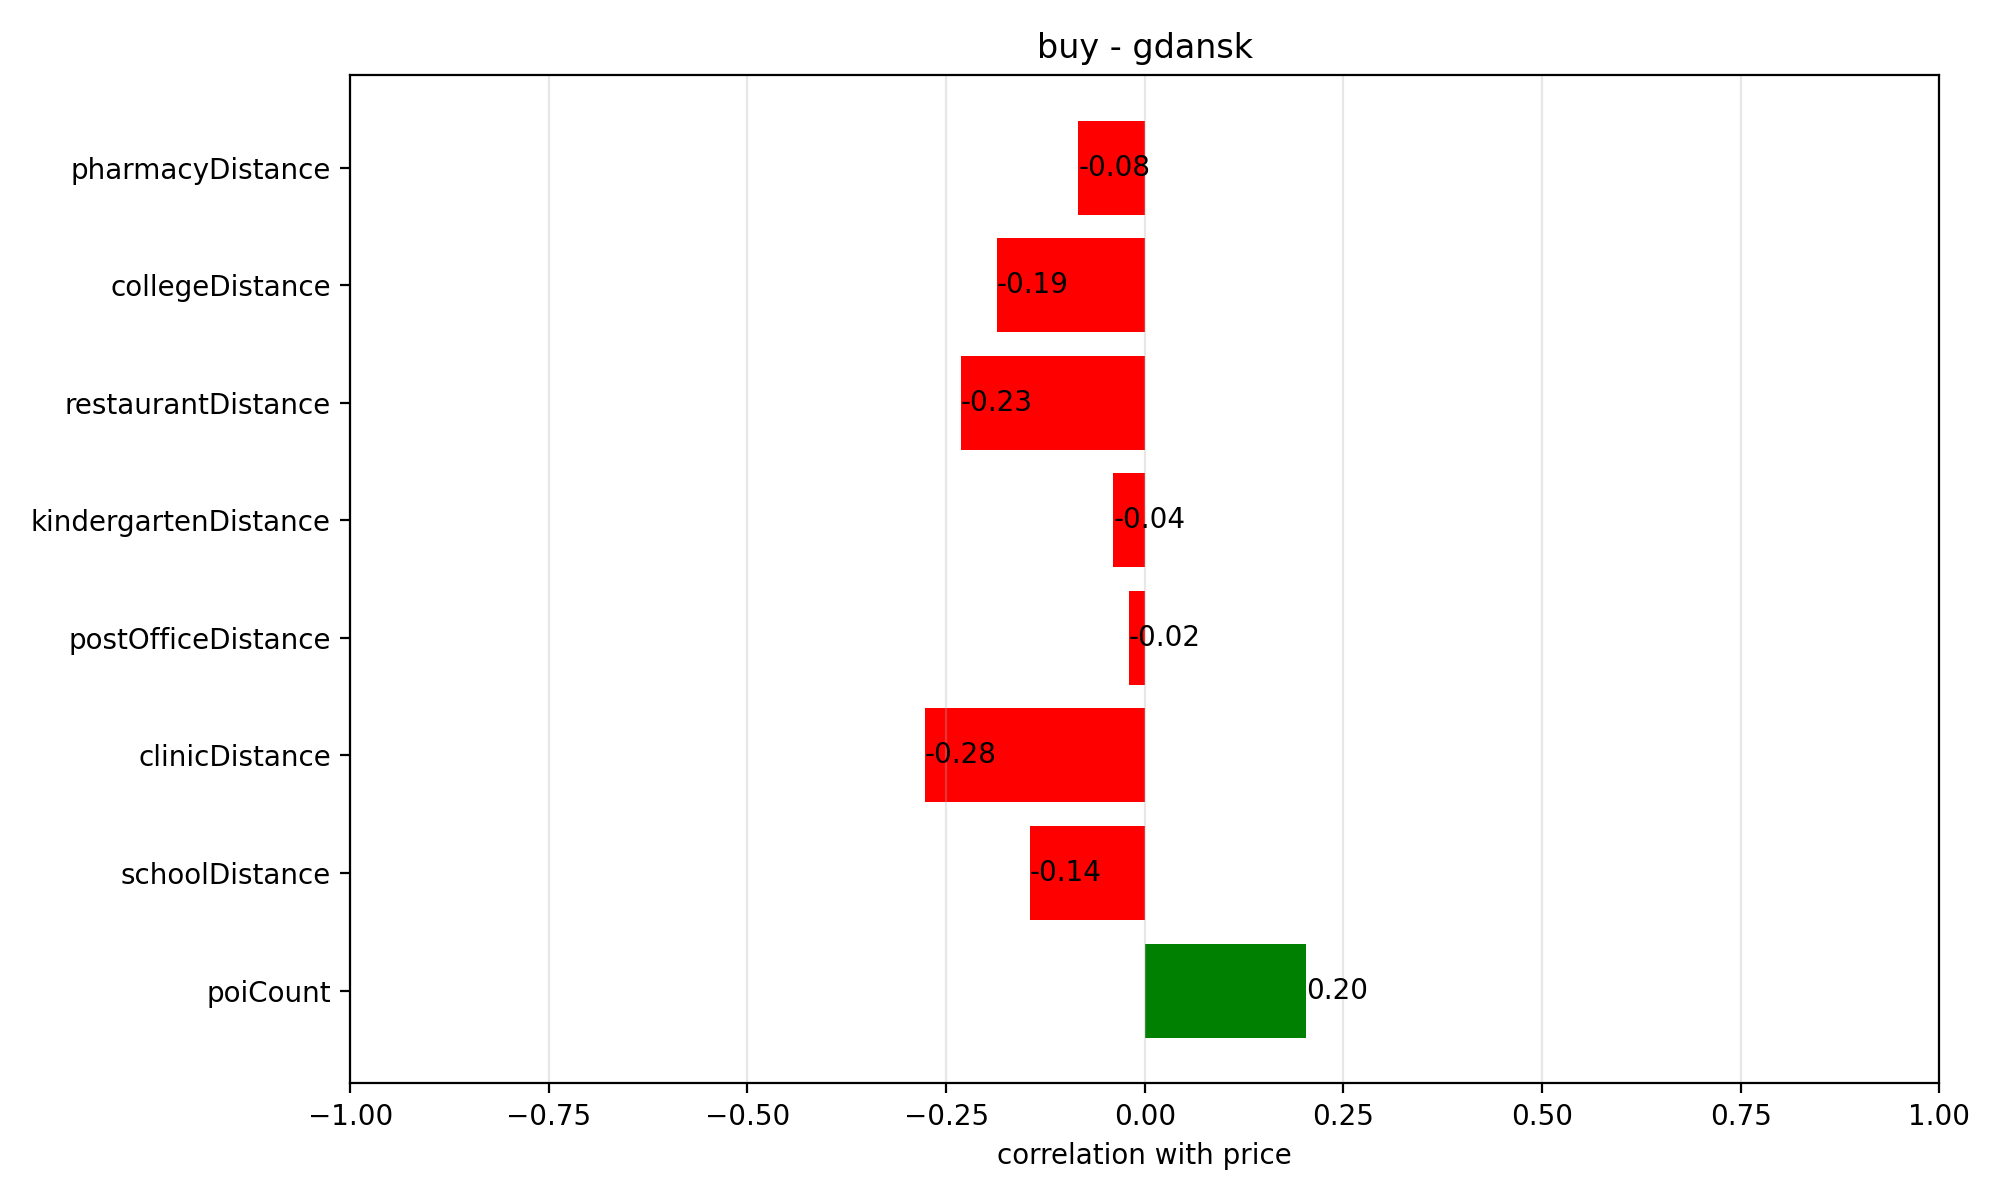 buy - gdansk
pharmacyDistance -0.08
collegeDistance -0.19
restaurantDistance -0.23
kindergartenDistance -0.04
postOfficeDistance -0.02
clinicDistance -0.28
schoolDistance -0.14
poiCount 0.20
−1.00 −0.75 −0.50 −0.25 0.00 0.25 0.50 0.75 1.00
correlation with price